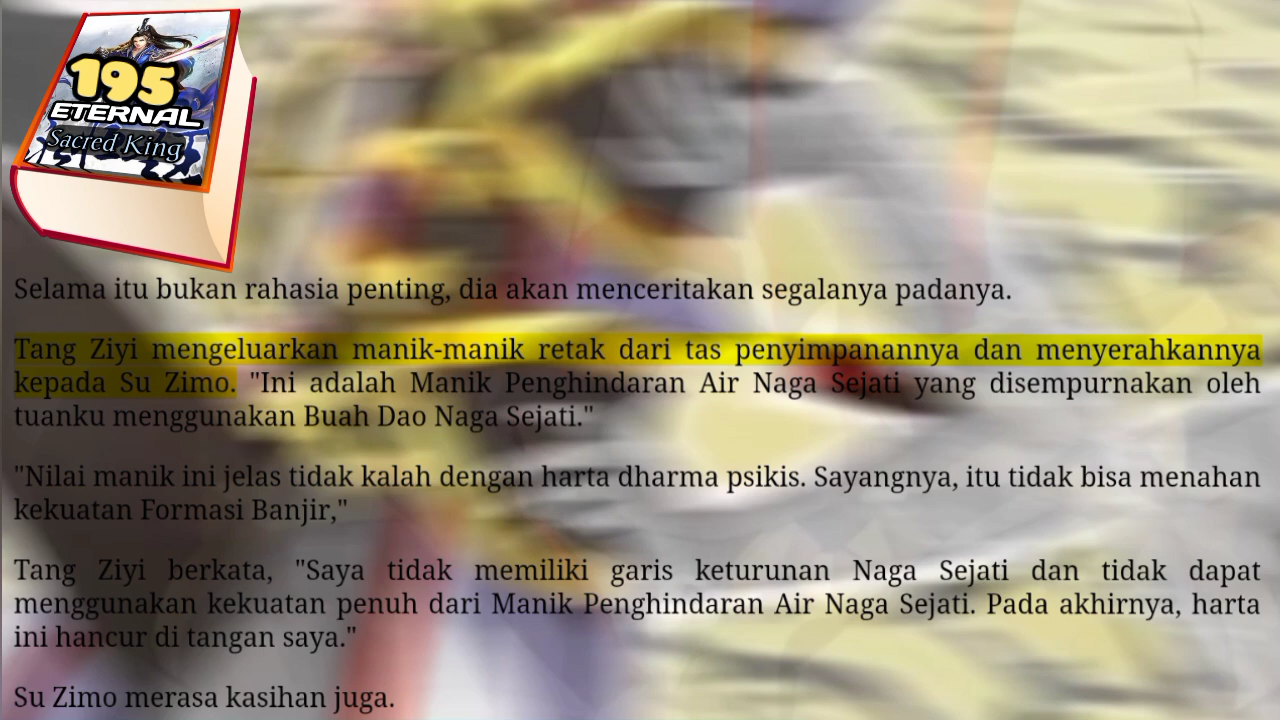 195
ETERNAL
Sacred King
Selama itu bukan rahasia penting, dia akan menceritakan segalanya padanya.
Tang Ziyi mengeluarkan manik-manik retak dari tas penyimpanannya dan menyerahkannya
kepada Su Zimo. "Ini adalah Manik Penghindaran Air Naga Sejati yang disempurnakan oleh
tuanku menggunakan Buah Dao Naga Sejati."
"Nilai manik ini jelas tidak kalah dengan harta dharma psikis. Sayangnya, itu tidak bisa menahan
kekuatan Formasi Banjir,"
Tang Ziyi berkata, "Saya tidak memiliki garis keturunan Naga Sejati dan tidak dapat
menggunakan kekuatan penuh dari Manik Penghindaran Air Naga Sejati. Pada akhirnya, harta
ini hancur di tangan saya."
Su Zimo merasa kasihan juga.